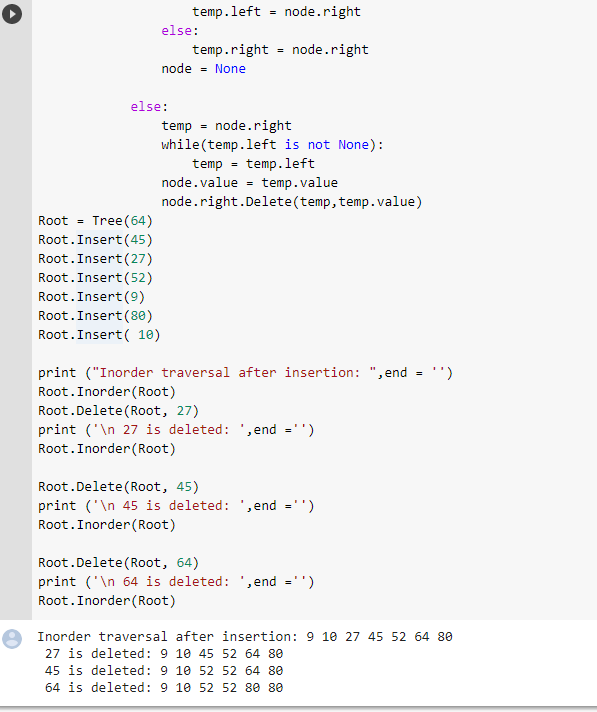 temp.left = node.right
else:
temp.right = node.right
node = None
else:
temp = node.right
while(temp.left is not None):
temp = temp.left
node.value = temp.value
node.right.Delete(temp,temp.value)
Root = Tree(64)
Root.Insert(45)
Root.Insert(27)
Root.Insert(52)
Root.Insert(9)
Root.Insert(80)
Root.Insert( 10)
print ("Inorder traversal after insertion: ",end = '')
Root.Inorder(Root)
Root.Delete(Root, 27)
print ('\n 27 is deleted: ',end ='')
Root.Inorder(Root)
Root.Delete(Root, 45)
print ('\n 45 is deleted: ',end ='')
Root.Inorder(Root)
Root.Delete(Root, 64)
print ('\n 64 is deleted: ',end ='')
Root.Inorder(Root)
Inorder traversal after insertion: 9 10 27 45 52 64 80
27 is deleted: 9 10 45 52 64 80
45 is deleted: 9 10 52 52 64 80
64 is deleted: 9 10 52 52 80 80